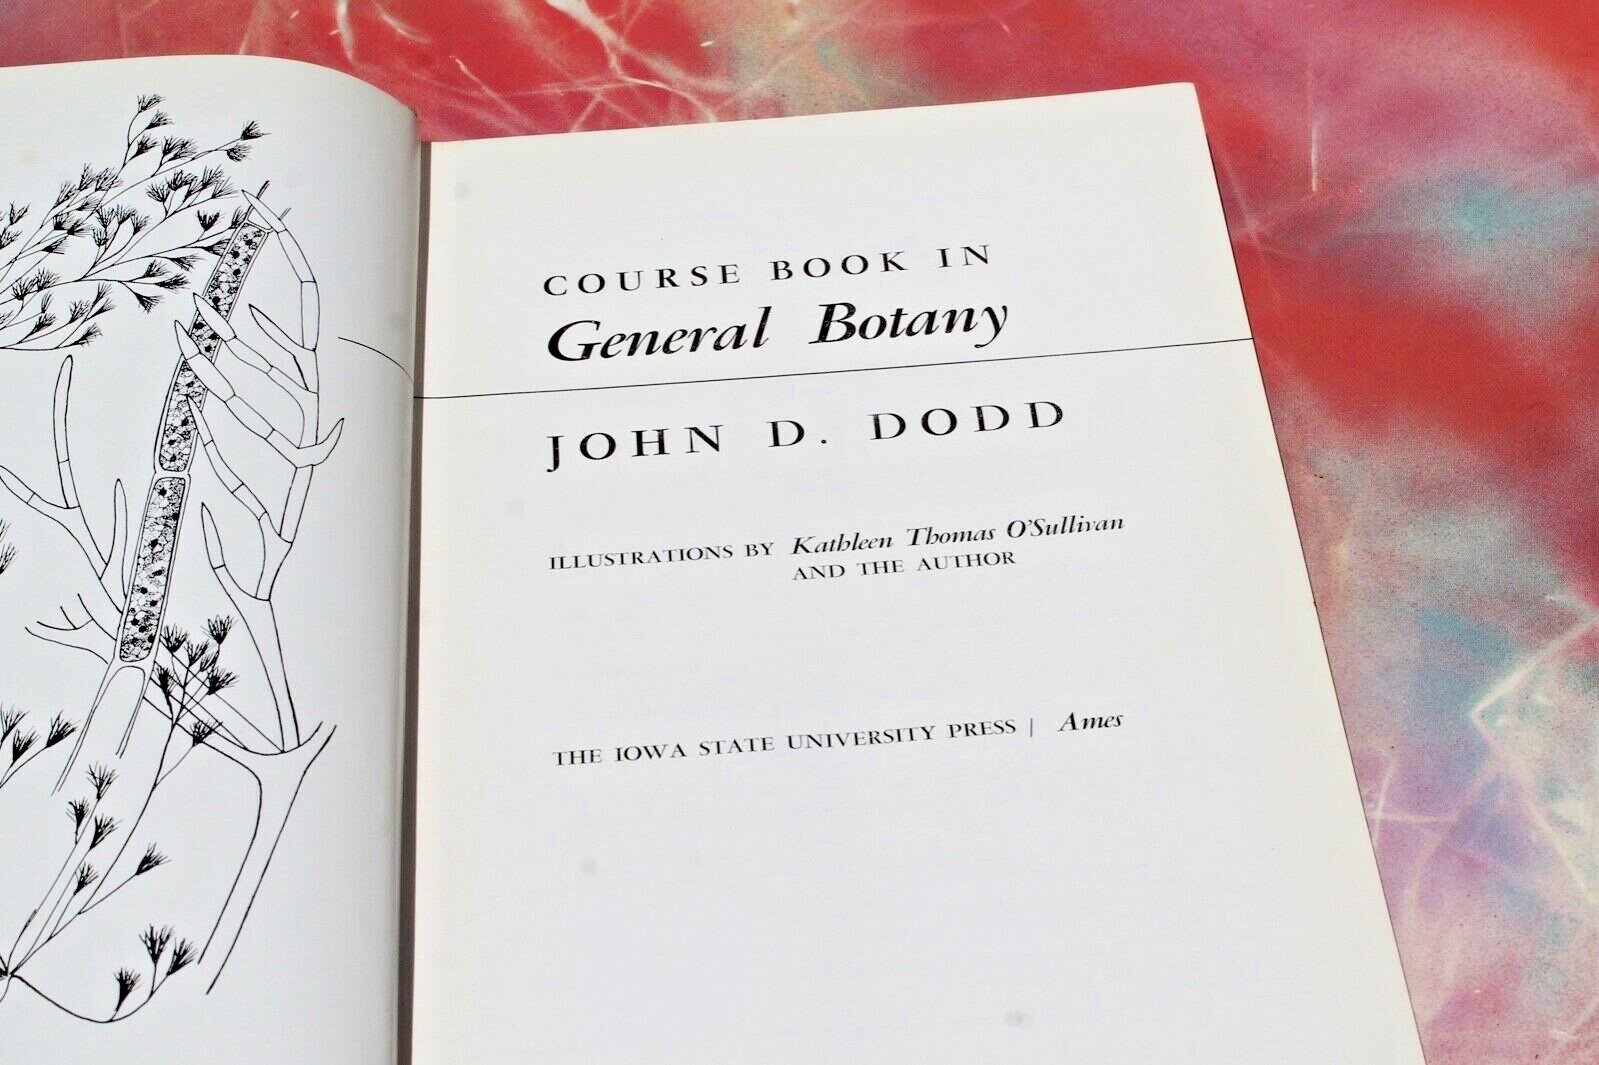 COURSE BOOK IN
General Botany
JOHN D. DODD
ILLUSTRATIONS BY Kathleen Thomas O'Sullivan
AND THE AUTHOR
THE IOWA STATE UNIVERSITY PRESS | Ames